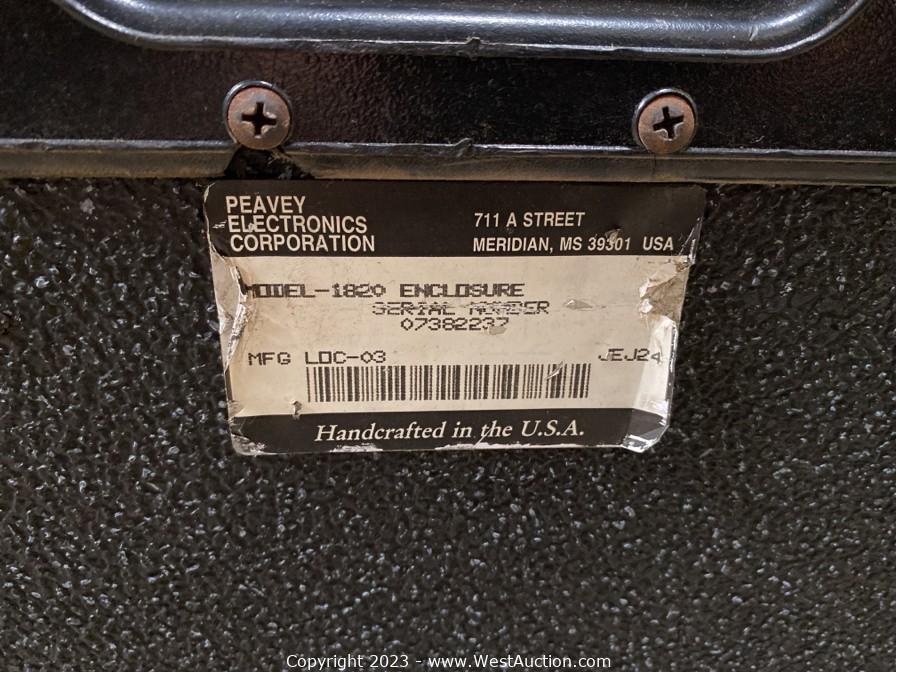 PEAVEY
ELECTRONICS
CORPORATION
711 A STREET
MERIDIAN, MS 39301 USA
MODEL-1820 ENCLOSURE
SERIAL NUMBER
07382237
MFG LOC-03 JEJ24
Handcrafted in the U.S.A.
Copyright 2023 - www.WestAuction.com